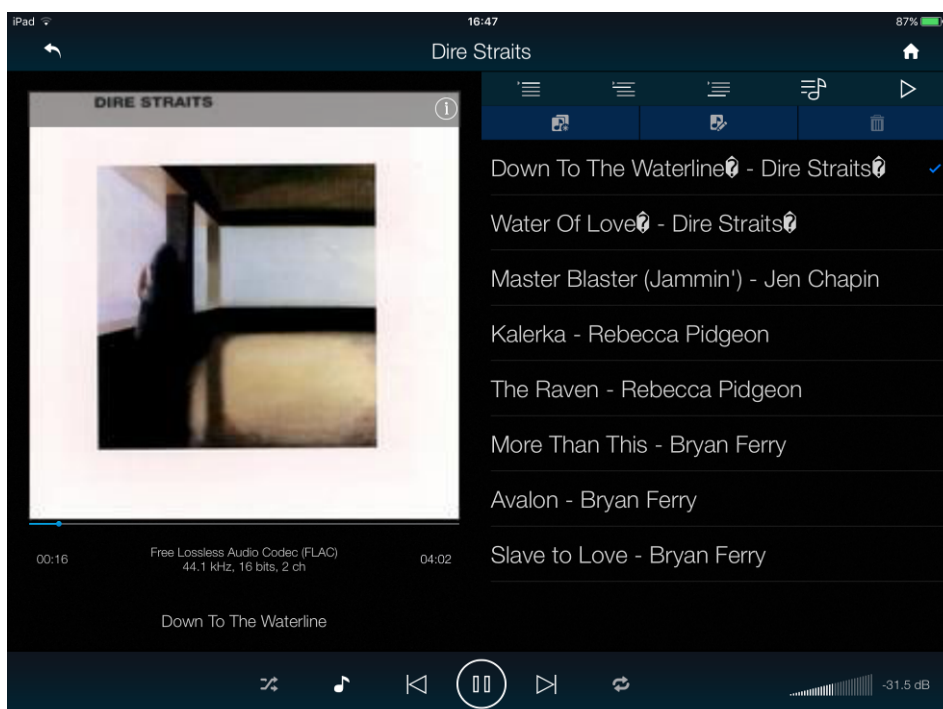 iPad 16:47 87%
Dire Straits
DIRE STRAITS
Down To The Waterline� - Dire Straits�
Water Of Love� - Dire Straits�
Master Blaster (Jammin') - Jen Chapin
Kalerka - Rebecca Pidgeon
The Raven - Rebecca Pidgeon
More Than This - Bryan Ferry
Avalon - Bryan Ferry
Slave to Love - Bryan Ferry
00:16
Free Lossless Audio Codec (FLAC)
44.1 kHz, 16 bits, 2 ch
04:02
Down To The Waterline
-31.5 dB